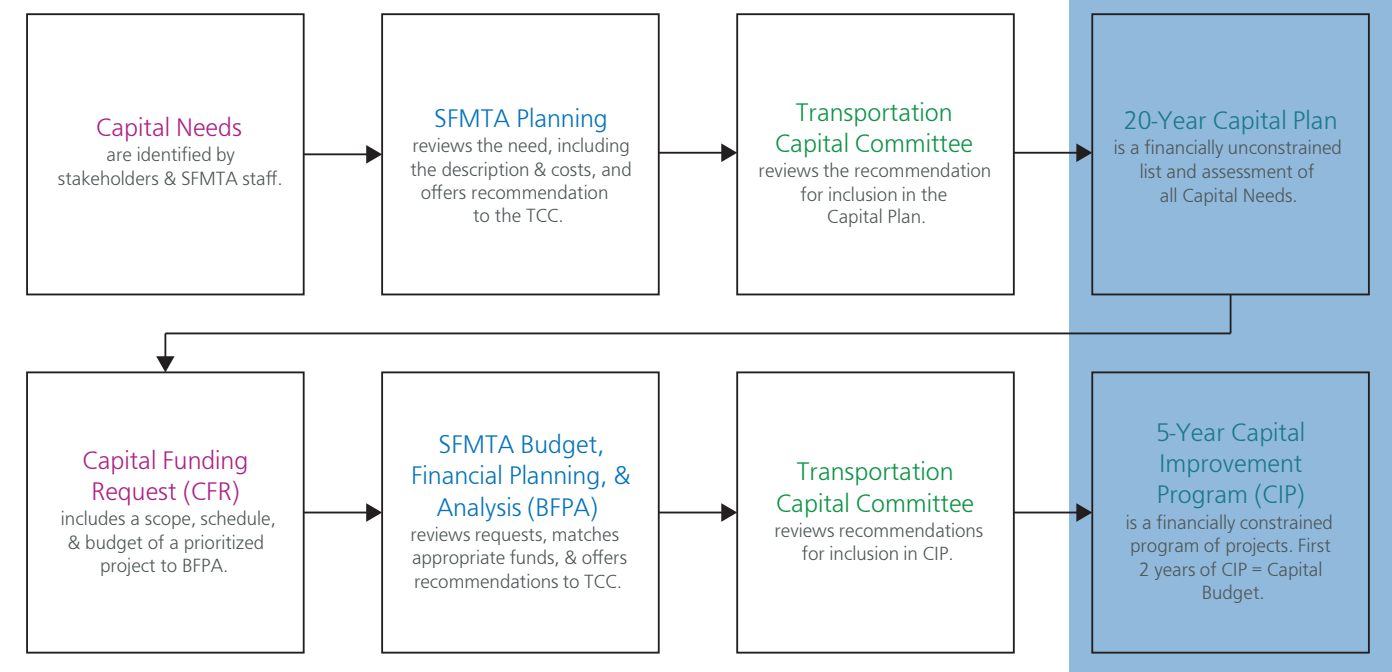 Capital Needs
are identified by
stakeholders & SFMTA staff.
SFMTA Planning
reviews the need, including
the description & costs, and
offers recommendation
to the TCC.
Transportation
Capital Committee
reviews the recommendation
for inclusion in the
Capital Plan.
20-Year Capital Plan
is a financially unconstrained
list and assessment of
all Capital Needs.
Capital Funding
Request (CFR)
includes a scope, schedule,
& budget of a prioritized
project to BFPA.
SFMTA Budget,
Financial Planning, &
Analysis (BFPA)
reviews requests, matches
appropriate funds, & offers
recommendations to TCC.
Transportation
Capital Committee
reviews recommendations
for inclusion in CIP.
5-Year Capital
Improvement
Program (CIP)
is a financially constrained
program of projects. First
2 years of CIP = Capital
Budget.